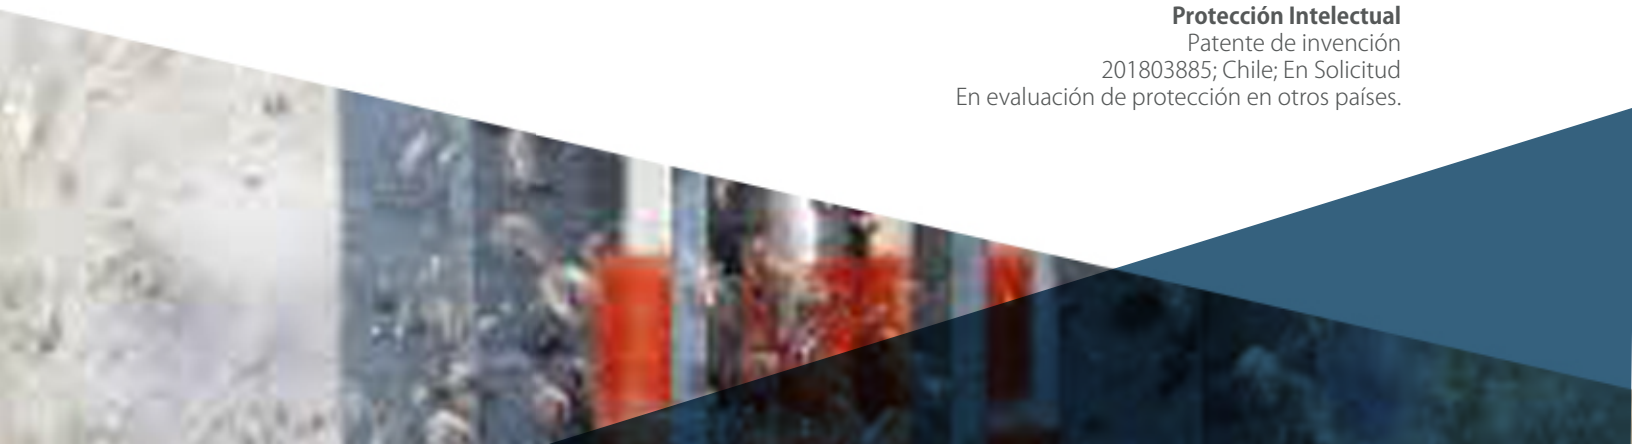 Protección Intelectual
Patente de invención
201803885; Chile; En Solicitud
En evaluación de protección en otros países.